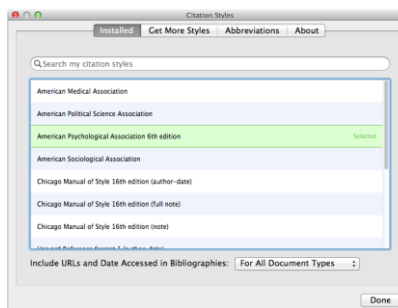 Citation Styles
Installed Get More Styles Abbreviations About
Search my citation styles
American Medical Association
American Political Science Association
American Psychological Association 6th edition Selected
American Sociological Association
Chicago Manual of Style 16th edition (author-date)
Chicago Manual of Style 16th edition (full note)
Chicago Manual of Style 16th edition (note)
Include URLs and Date Accessed in Bibliographies: For All Document Types
Done